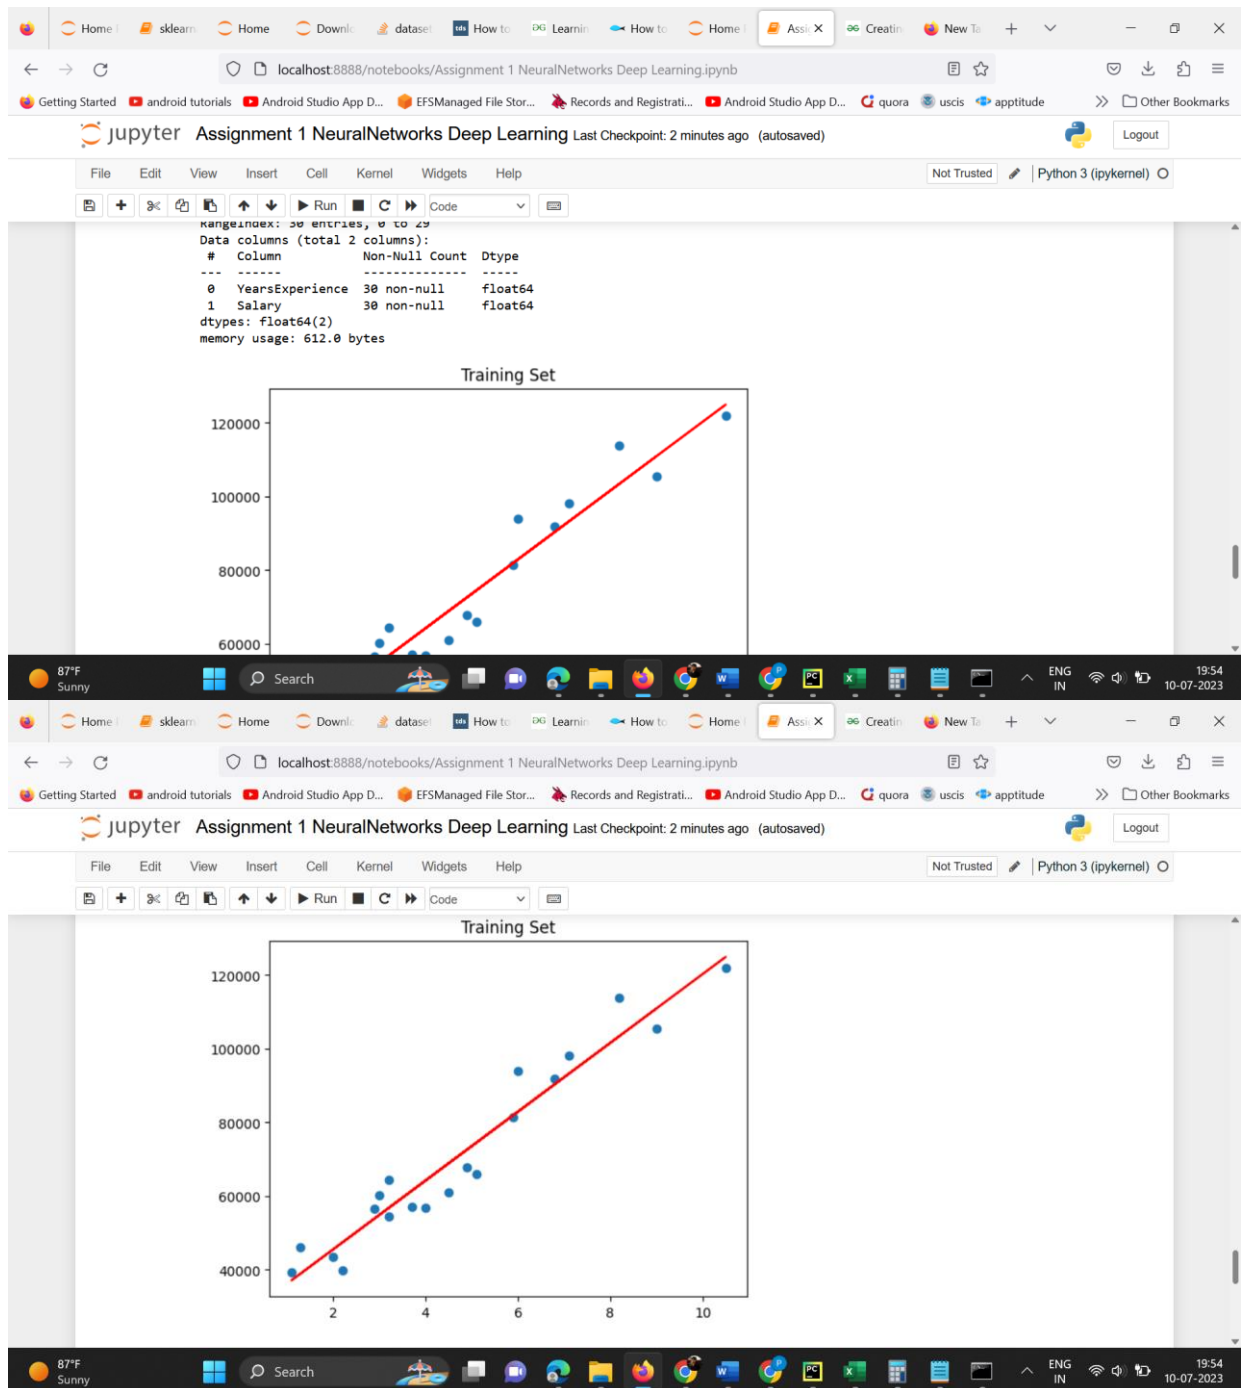 Home
sklearn
Home
Downlo
dataset
tds How to
Learnin
How to
Home
Assi
Creatin
New Ta
localhost:8888/notebooks/Assignment 1 NeuralNetworks Deep Learning.ipynb
Getting Started android tutorials Android Studio App D... EFSManaged File Stor... Records and Registrati... Android Studio App D... quora uscis apptitude Other Bookmarks
jupyter Assignment 1 NeuralNetworks Deep Learning Last Checkpoint: 2 minutes ago (autosaved) Logout
File Edit View Insert Cell Kernel Widgets Help Not Trusted Python 3 (ipykernel)
Run Code
RangeIndex: 30 entries, 0 to 29
Data columns (total 2 columns):
# Column Non-Null Count Dtype
--- ------ -------------- -----
0 YearsExperience 30 non-null float64
1 Salary 30 non-null float64
dtypes: float64(2)
memory usage: 612.0 bytes
Training Set
120000
100000
80000
60000
87°F
Sunny
Search
ENG
IN
19:54
10-07-2023
Home
sklearn
Home
Downlo
dataset
tds How to
Learnin
How to
Home
Assi
Creatin
New Ta
localhost:8888/notebooks/Assignment 1 NeuralNetworks Deep Learning.ipynb
Getting Started android tutorials Android Studio App D... EFSManaged File Stor... Records and Registrati... Android Studio App D... quora uscis apptitude Other Bookmarks
jupyter Assignment 1 NeuralNetworks Deep Learning Last Checkpoint: 2 minutes ago (autosaved) Logout
File Edit View Insert Cell Kernel Widgets Help Not Trusted Python 3 (ipykernel)
Run Code
Training Set
120000
100000
80000
60000
40000
2 4 6 8 10
87°F
Sunny
Search
ENG
IN
19:54
10-07-2023